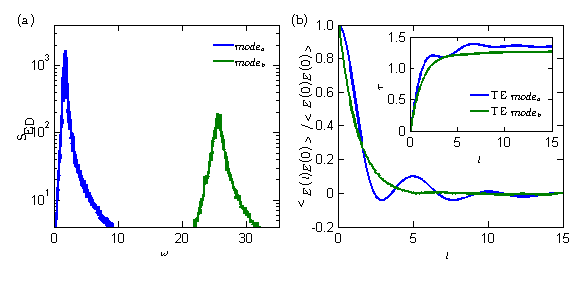 (a)
(b)
mode_a
mode_b
S_ED
10³
10²
10¹
0
10
20
30
ω
<E(t)E(0)>/<E(0)E(0)>
1.0
0.8
0.6
0.4
0.2
0
-0.2
0
5
10
15
t
τ
1.5
1.0
0.5
0
0
5
10
15
t
TE mode_a
TE mode_b